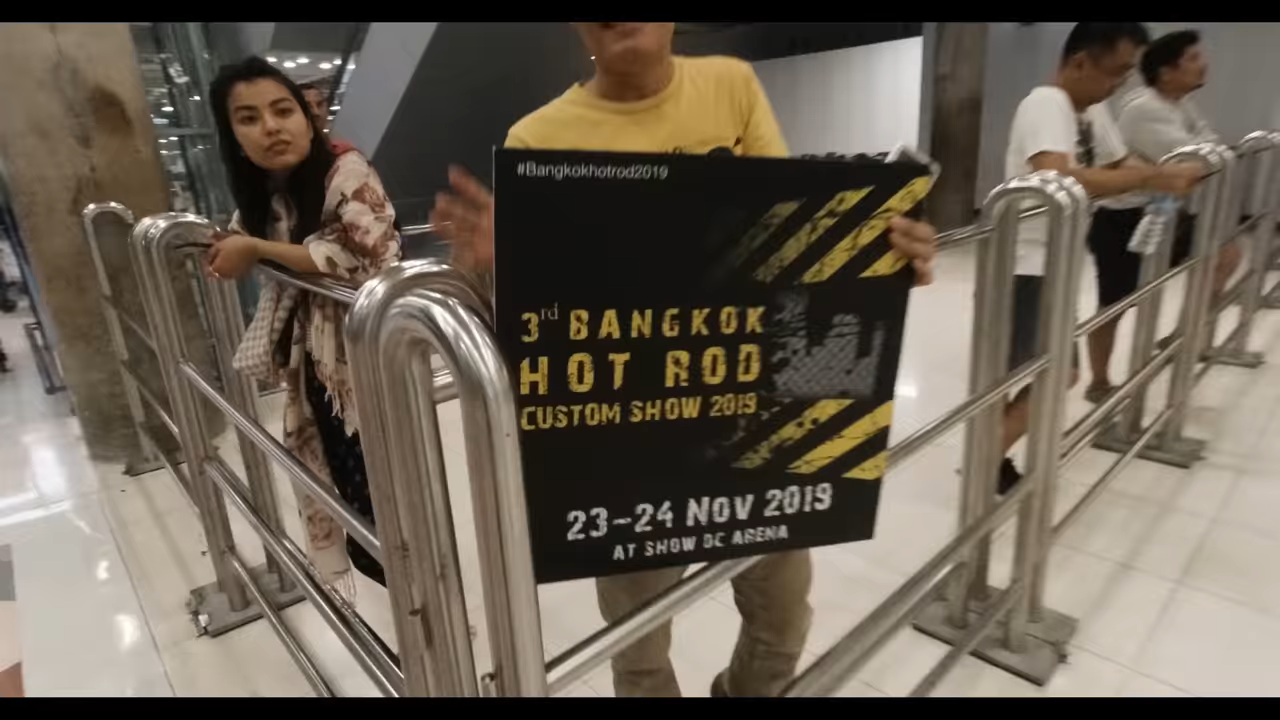 #Bangkokhotrod2019
3rd BANGKOK
HOT ROD
CUSTOM SHOW 2019
23-24 NOV 2019
AT SHOW DC ARENA